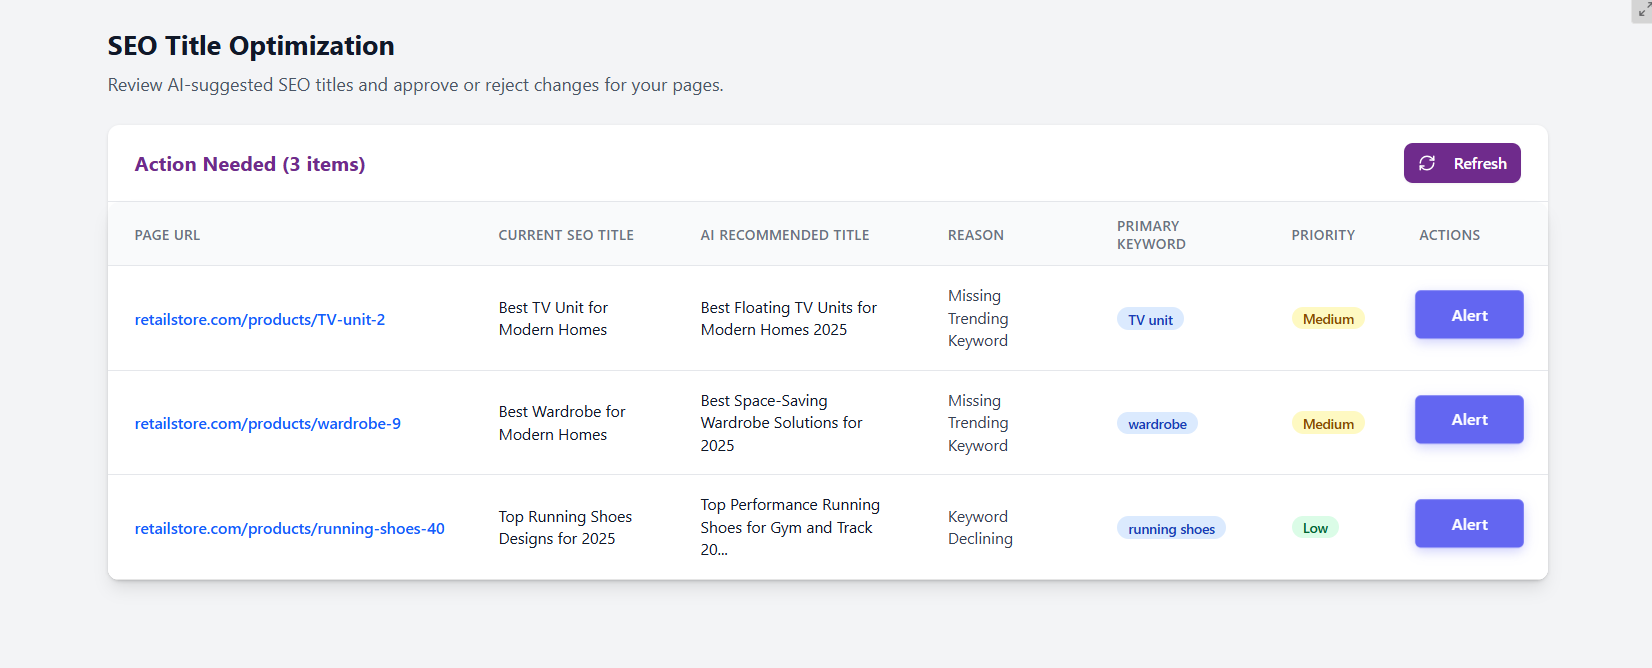 SEO Title Optimization
Review AI-suggested SEO titles and approve or reject changes for your pages.
Action Needed (3 items)
Refresh
PAGE URL
CURRENT SEO TITLE
AI RECOMMENDED TITLE
REASON
PRIMARY
KEYWORD
PRIORITY
ACTIONS
retailstore.com/products/TV-unit-2
Best TV Unit for
Modern Homes
Best Floating TV Units for
Modern Homes 2025
Missing
Trending
Keyword
TV unit
Medium
Alert
retailstore.com/products/wardrobe-9
Best Wardrobe for
Modern Homes
Best Space-Saving
Wardrobe Solutions for
2025
Missing
Trending
Keyword
wardrobe
Medium
Alert
retailstore.com/products/running-shoes-40
Top Running Shoes
Designs for 2025
Top Performance Running
Shoes for Gym and Track
20...
Keyword
Declining
running shoes
Low
Alert